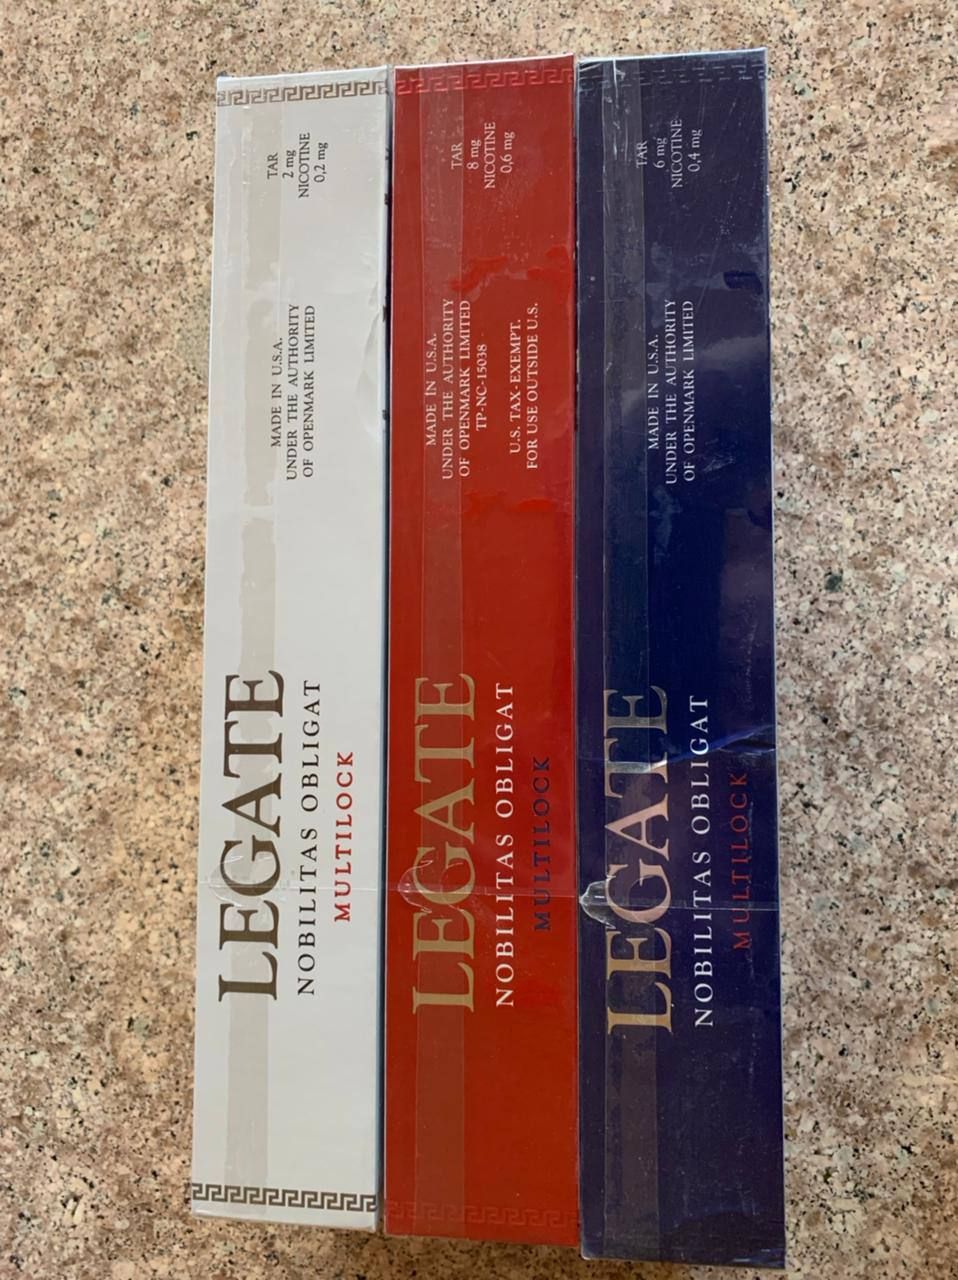 TAR
2 mg
NICOTINE
0,2 mg
MADE IN U.S.A.
UNDER THE AUTHORITY
OF OPENMARK LIMITED
LEGATE
NOBILITAS OBLIGAT
MULTILOCK
TAR
8 mg
NICOTINE
0,6 mg
MADE IN U.S.A.
UNDER THE AUTHORITY
OF OPENMARK LIMITED
TP-NC-15038
U.S. TAX-EXEMPT.
FOR USE OUTSIDE U.S.
LEGATE
NOBILITAS OBLIGAT
MULTILOCK
TAR
6 mg
NICOTINE
0,4 mg
MADE IN U.S.A.
UNDER THE AUTHORITY
OF OPENMARK LIMITED
LEGATE
NOBILITAS OBLIGAT
MULTILOCK